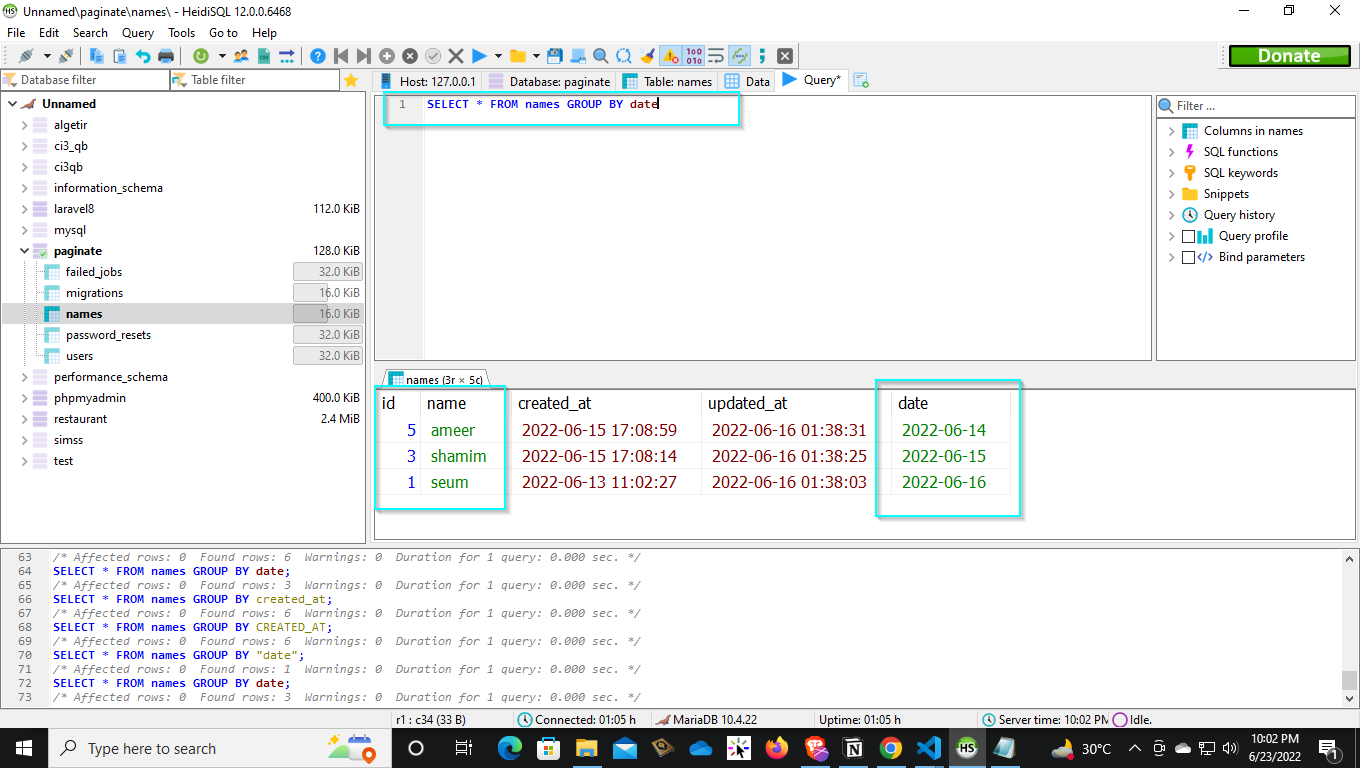 Unnamed\paginate\names\ - HeidiSQL 12.0.0.6468
File Edit Search Query Tools Go to Help
Donate
Database filter Table filter
Host: 127.0.0.1 Database: paginate Table: names Data Query*
Unnamed
algetir
ci3_qb
ci3qb
information_schema
laravel8 112.0 KiB
mysql
paginate 128.0 KiB
failed_jobs 32.0 KiB
migrations 16.0 KiB
names 16.0 KiB
password_resets 32.0 KiB
users 32.0 KiB
performance_schema
phpmyadmin 400.0 KiB
restaurant 2.4 MiB
simss
test
1 SELECT * FROM names GROUP BY date
Filter ...
Columns in names
SQL functions
SQL keywords
Snippets
Query history
Query profile
Bind parameters
names (3r × 5c)
id name created_at updated_at date
5 ameer 2022-06-15 17:08:59 2022-06-16 01:38:31 2022-06-14
3 shamim 2022-06-15 17:08:14 2022-06-16 01:38:25 2022-06-15
1 seum 2022-06-13 11:02:27 2022-06-16 01:38:03 2022-06-16
63 /* Affected rows: 0 Found rows: 6 Warnings: 0 Duration for 1 query: 0.000 sec. */
64 SELECT * FROM names GROUP BY date;
65 /* Affected rows: 0 Found rows: 3 Warnings: 0 Duration for 1 query: 0.000 sec. */
66 SELECT * FROM names GROUP BY created_at;
67 /* Affected rows: 0 Found rows: 6 Warnings: 0 Duration for 1 query: 0.000 sec. */
68 SELECT * FROM names GROUP BY CREATED_AT;
69 /* Affected rows: 0 Found rows: 6 Warnings: 0 Duration for 1 query: 0.000 sec. */
70 SELECT * FROM names GROUP BY "date";
71 /* Affected rows: 0 Found rows: 1 Warnings: 0 Duration for 1 query: 0.000 sec. */
72 SELECT * FROM names GROUP BY date;
73 /* Affected rows: 0 Found rows: 3 Warnings: 0 Duration for 1 query: 0.000 sec. */
r1 : c34 (33 B) Connected: 01:05 h MariaDB 10.4.22 Uptime: 01:05 h Server time: 10:02 PM Idle.
Type here to search
30°C
10:02 PM
6/23/2022
1